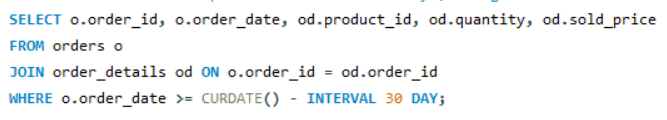 SELECT o.order_id, o.order_date, od.product_id, od.quantity, od.sold_price
FROM orders o
JOIN order_details od ON o.order_id = od.order_id
WHERE o.order_date >= CURDATE() - INTERVAL 30 DAY;